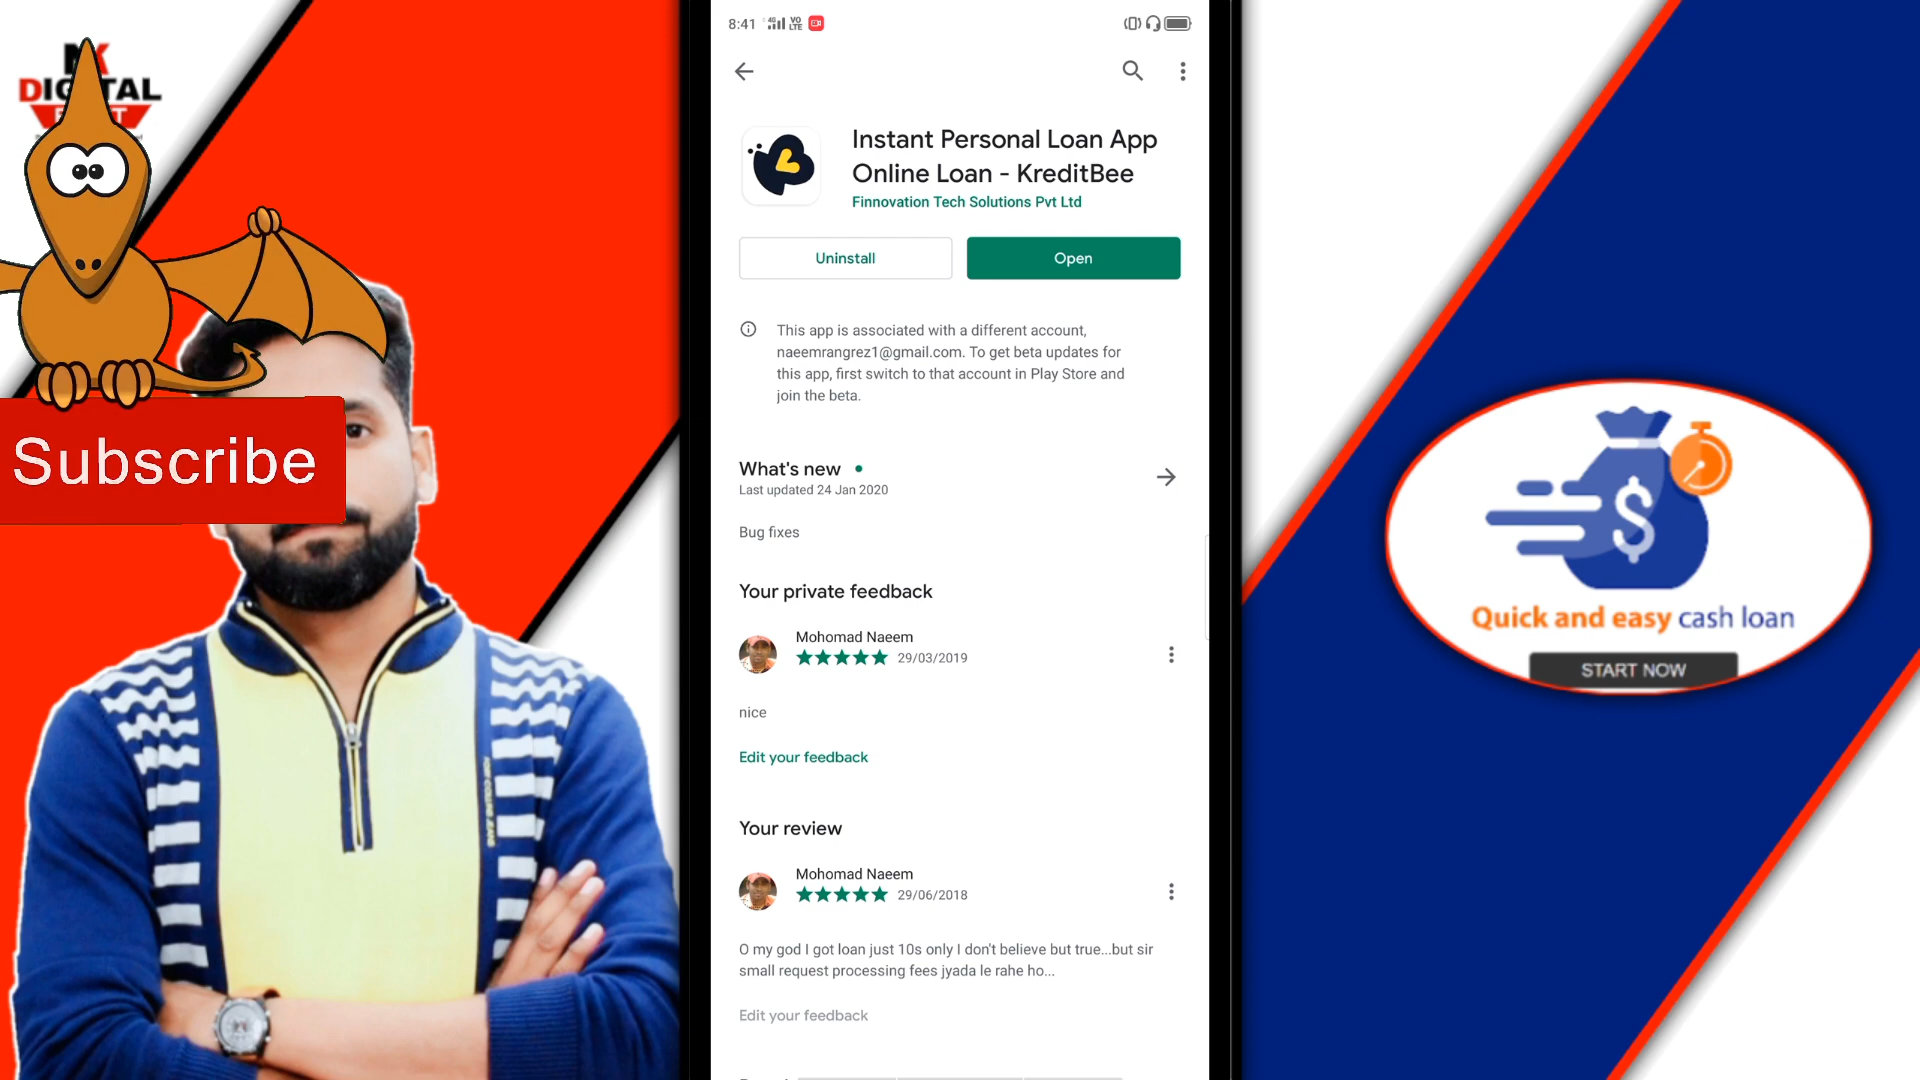 DIGITAL
Subscribe
8:41
4G
VO
LTE
Instant Personal Loan App
Online Loan - KreditBee
Finnovation Tech Solutions Pvt Ltd
Uninstall
Open
This app is associated with a different account,
naeemrangrez1@gmail.com. To get beta updates for
this app, first switch to that account in Play Store and
join the beta.
What's new
Last updated 24 Jan 2020
Bug fixes
Your private feedback
Mohomad Naeem
29/03/2019
nice
Edit your feedback
Your review
Mohomad Naeem
29/06/2018
O my god I got loan just 10s only I don't believe but true...but sir
small request processing fees jyada le rahe ho...
Edit your feedback
$
Quick and easy cash loan
START NOW